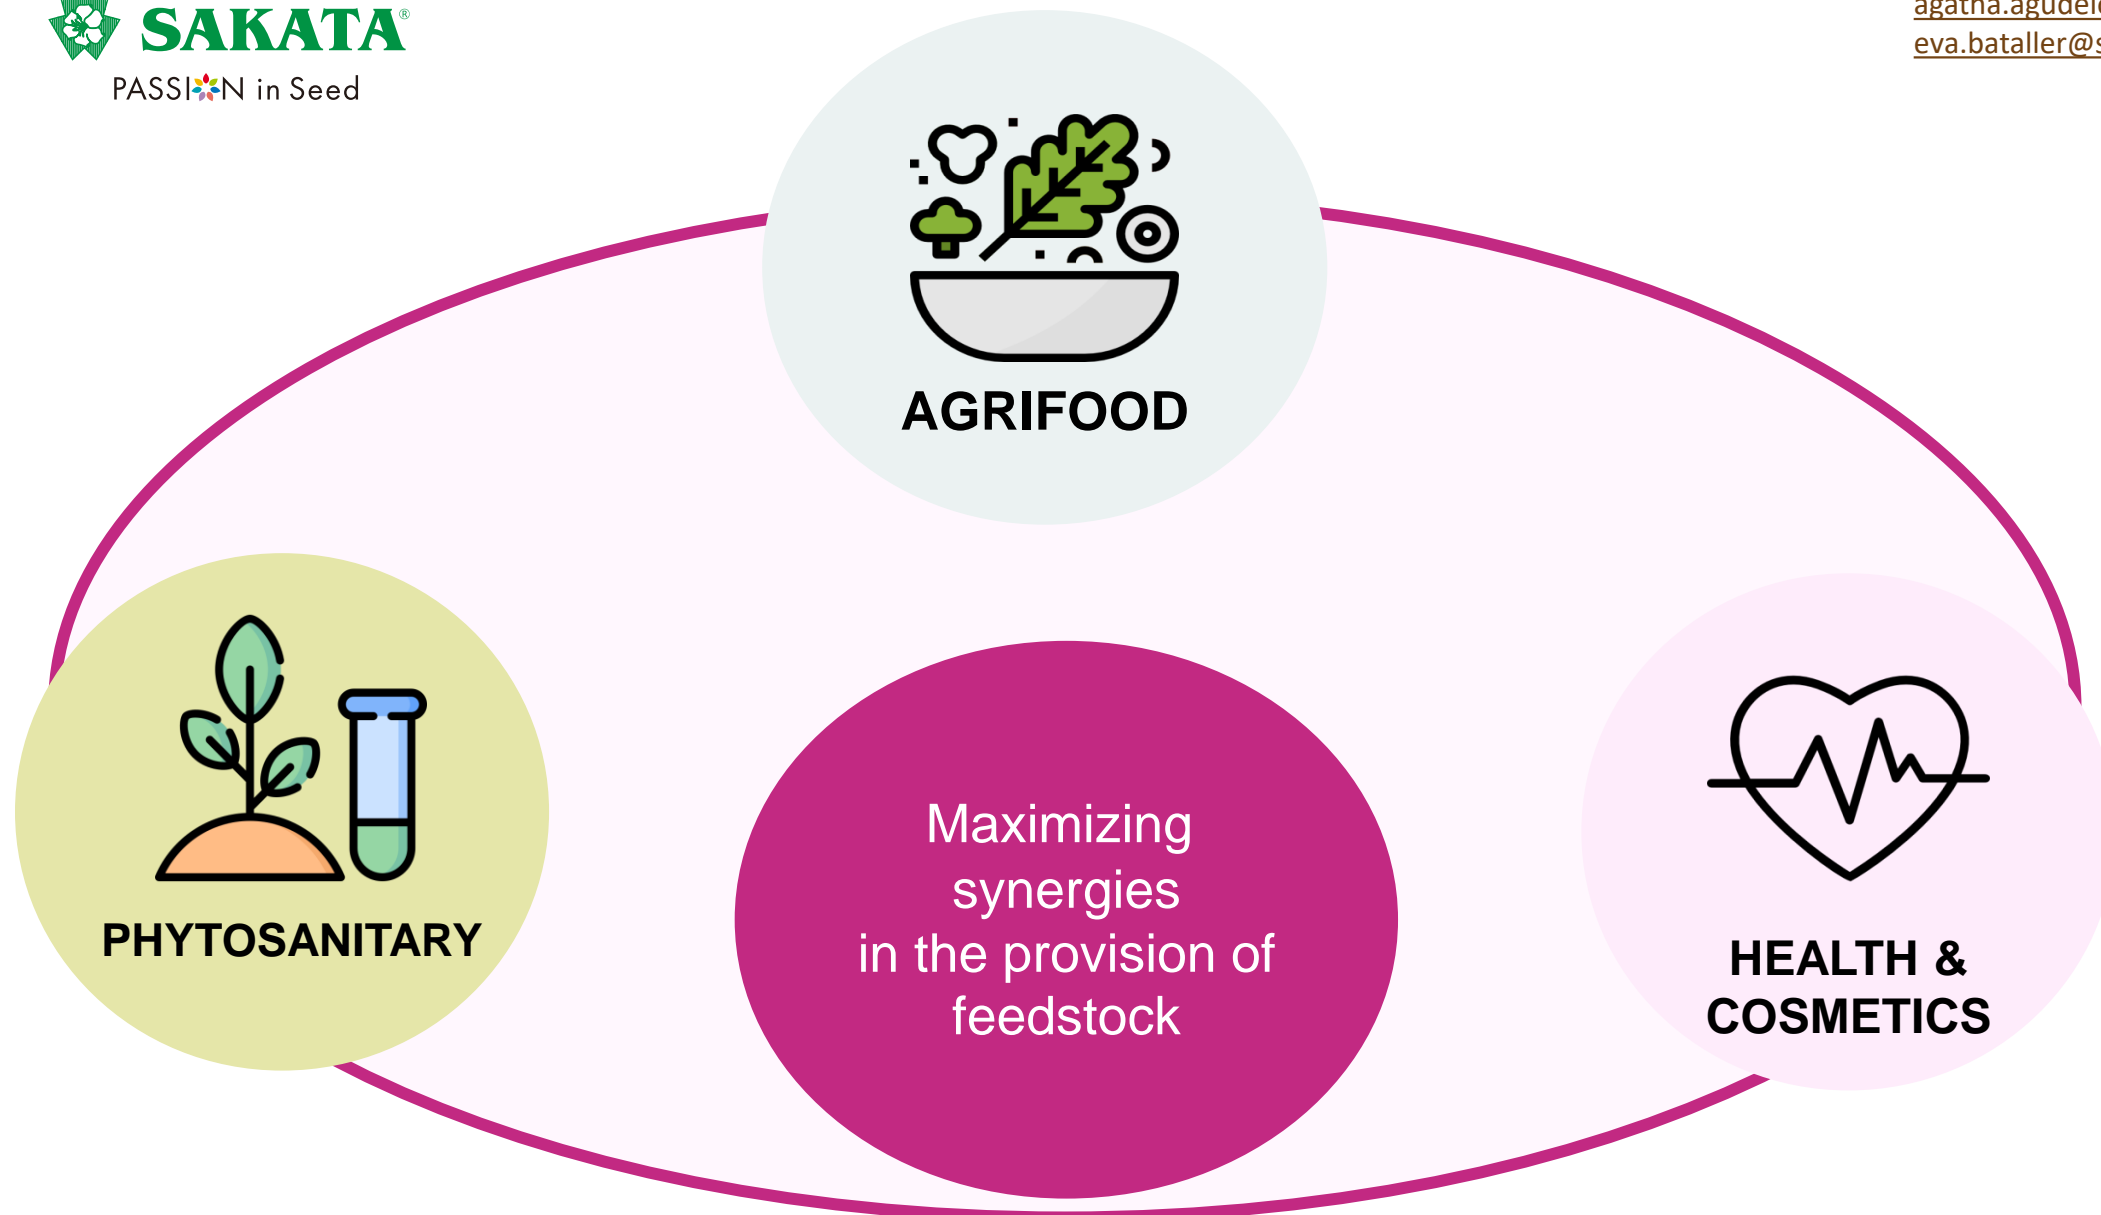 SAKATA®
PASSION in Seed
eva.bataller@s
AGRIFOOD
PHYTOSANITARY
Maximizing
synergies
in the provision of
feedstock
HEALTH &
COSMETICS